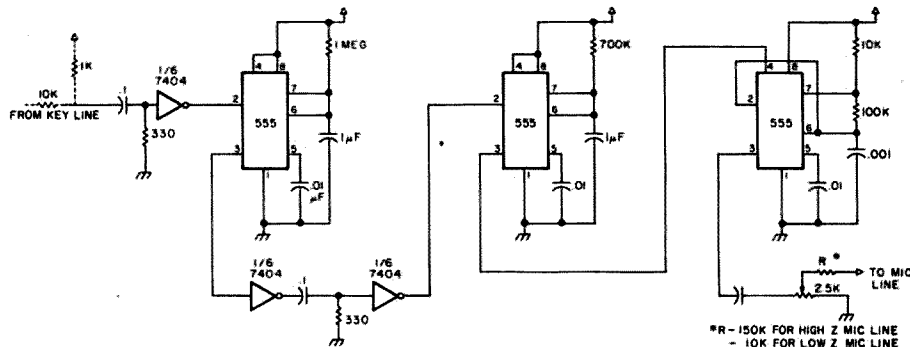 1K
10K
FROM KEY LINE
.1
1/6
7404
330
2
3
4
8
7
6
5
1
555
1 MEG
1µF
.01
µF
1/6
7404
.1
330
1/6
7404
*
2
3
4
8
7
6
5
1
555
700K
1µF
.01
2
3
4
8
7
6
5
1
555
10K
100K
.001
.01
R *
2.5K
TO MIC
LINE
*R-150K FOR HIGH Z MIC LINE
- 10K FOR LOW Z MIC LINE